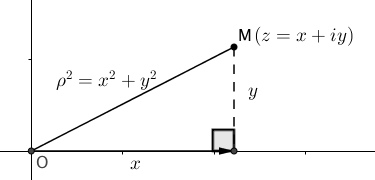 M (z = x + iy)
ρ² = x² + y²
y
O
x